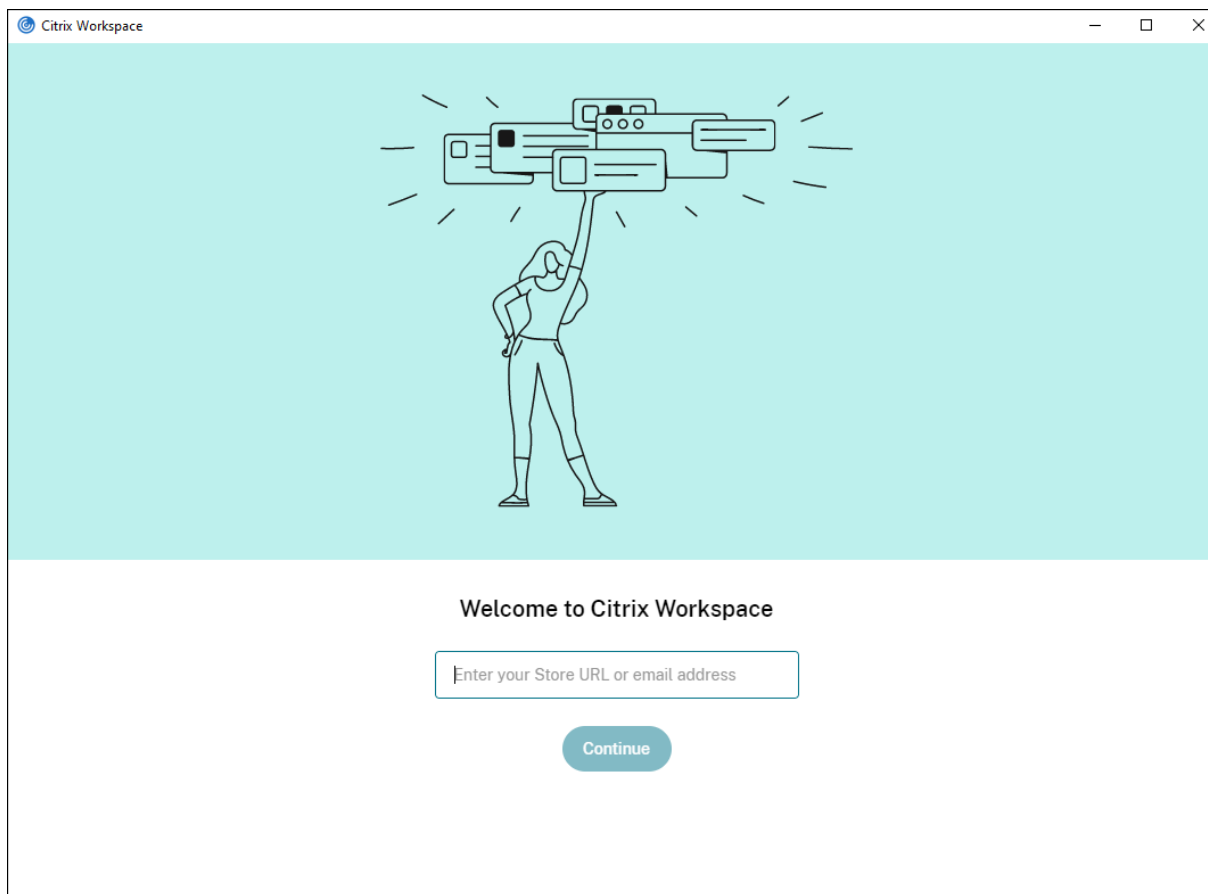 Citrix Workspace
Welcome to Citrix Workspace
Enter your Store URL or email address
Continue